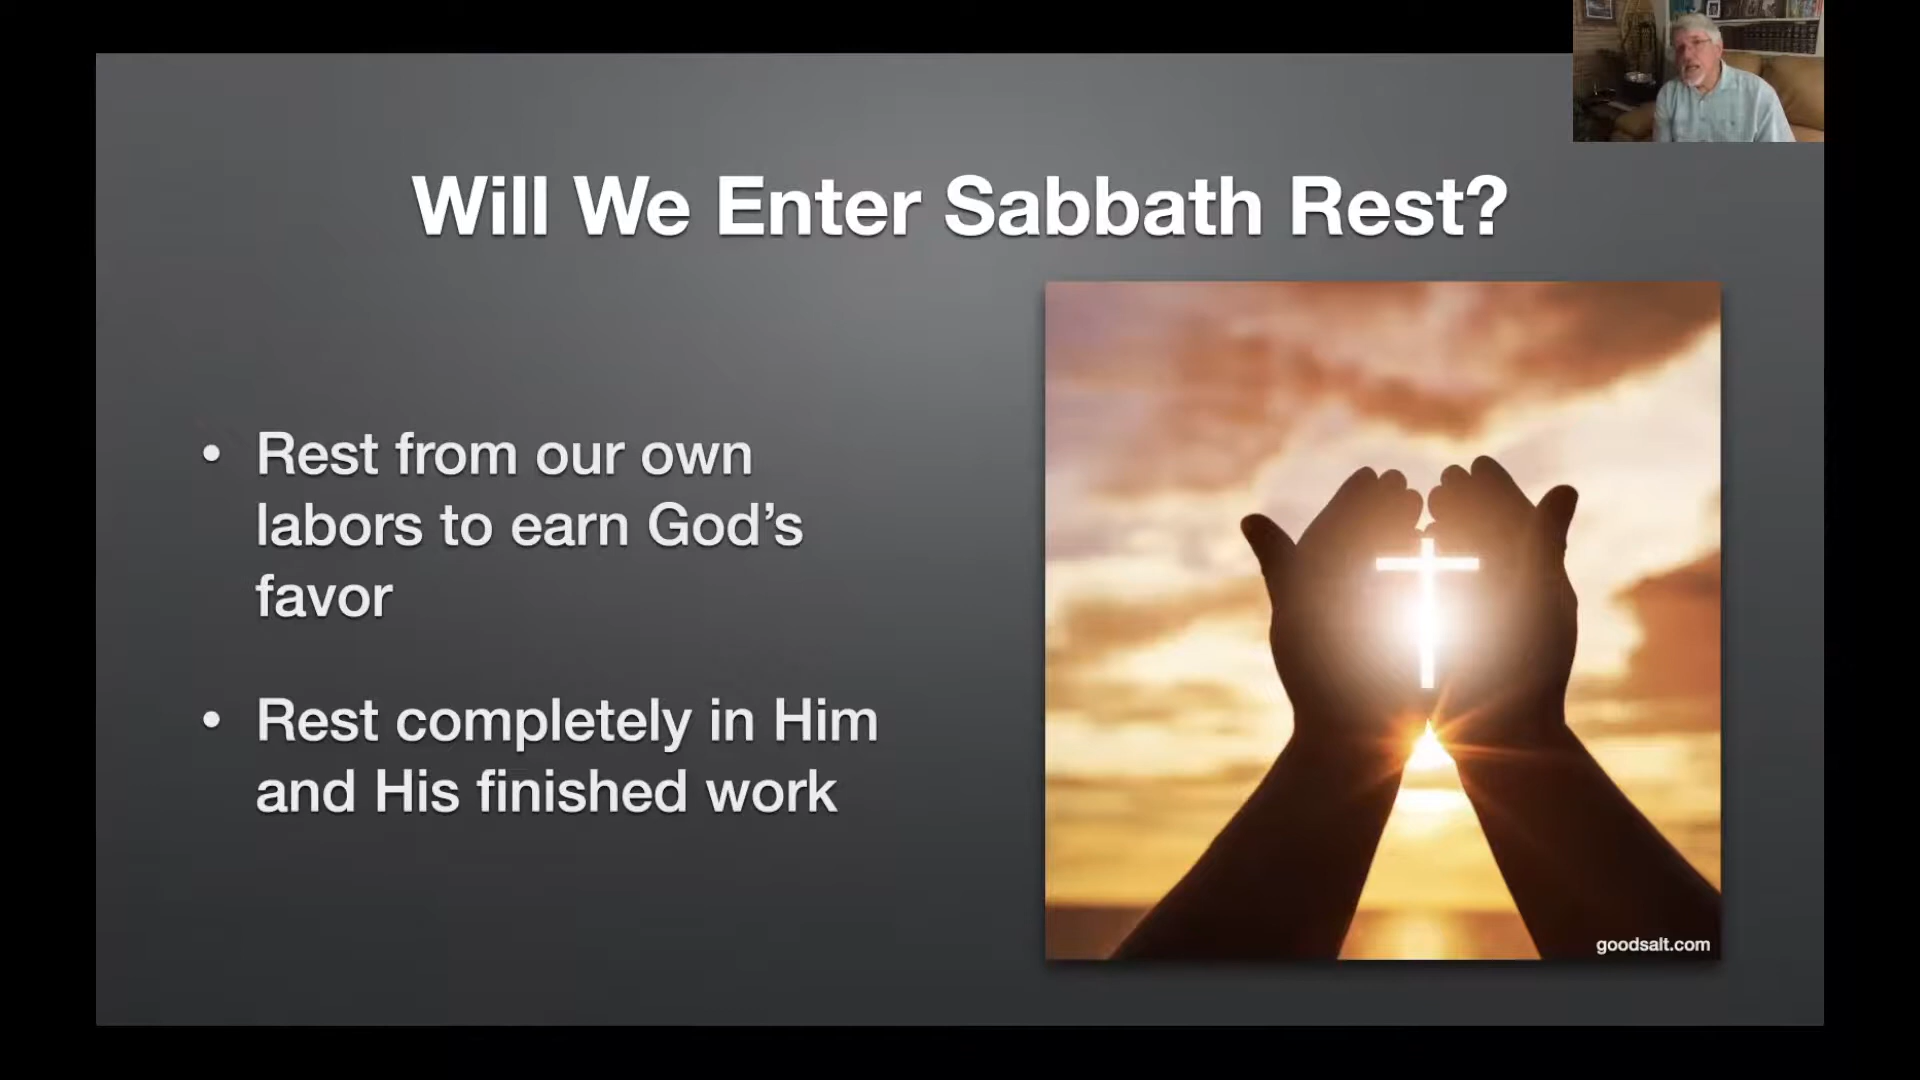 Will We Enter Sabbath Rest?
• Rest from our own
labors to earn God’s
favor
• Rest completely in Him
and His finished work
goodsalt.com